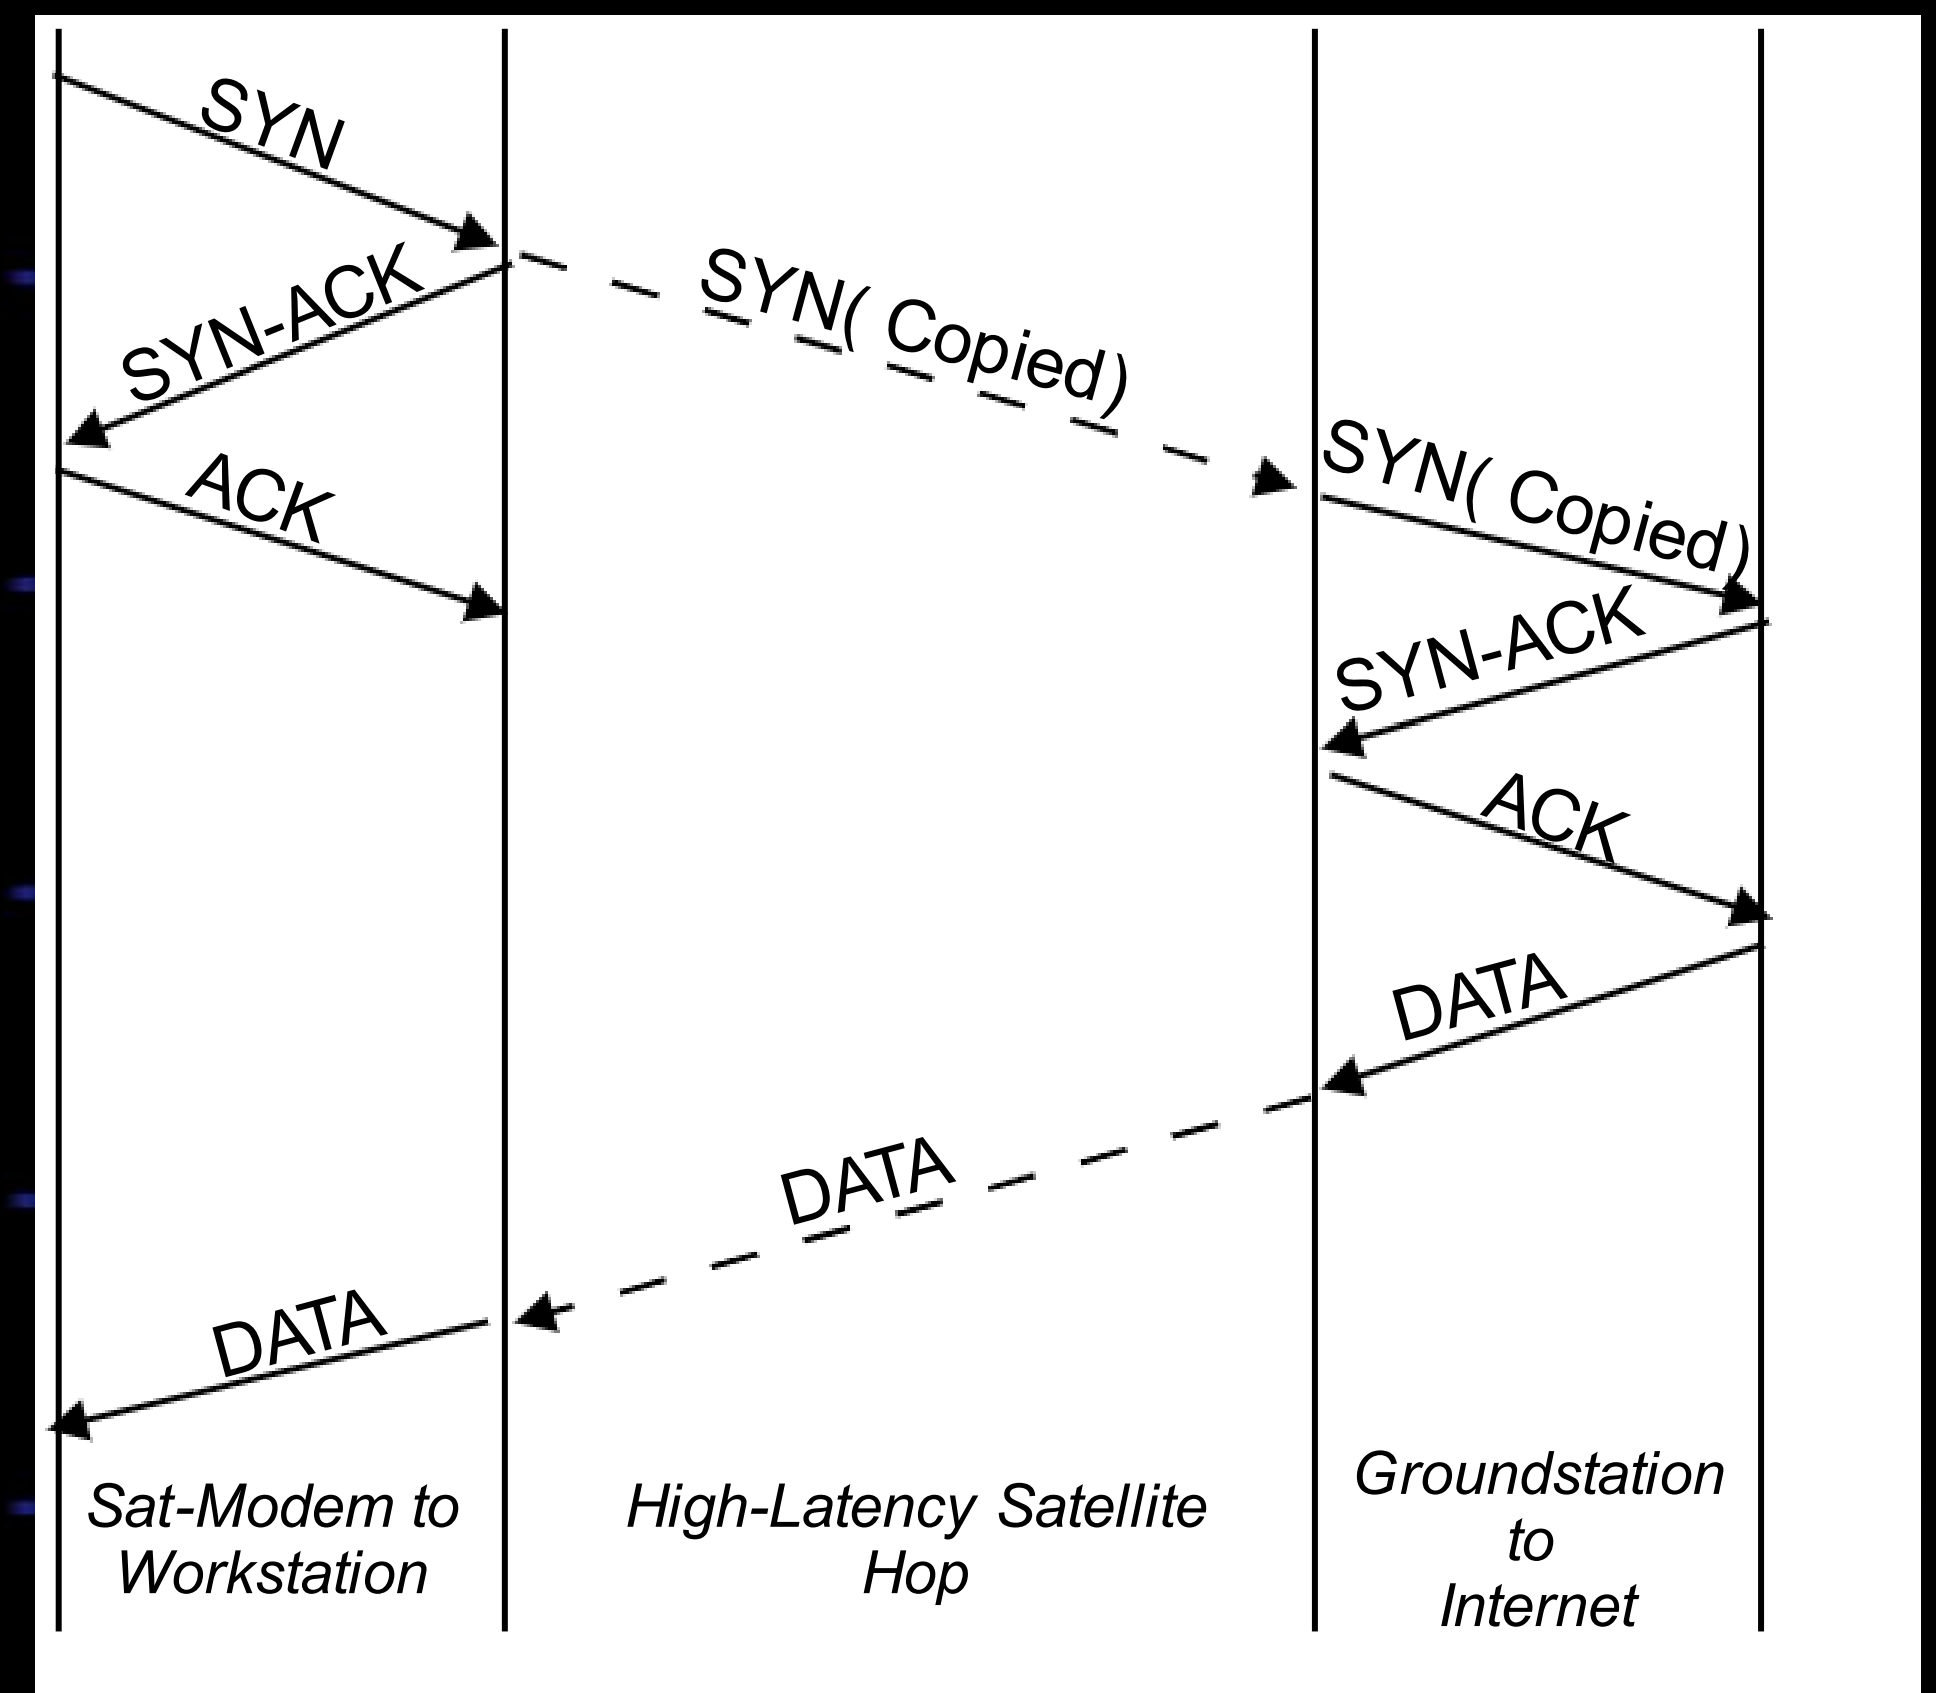 SYN
SYN-ACK
SYN( Copied)
ACK
SYN( Copied)
SYN-ACK
ACK
DATA
DATA
DATA
Sat-Modem to
Workstation
High-Latency Satellite
Hop
Groundstation
to
Internet